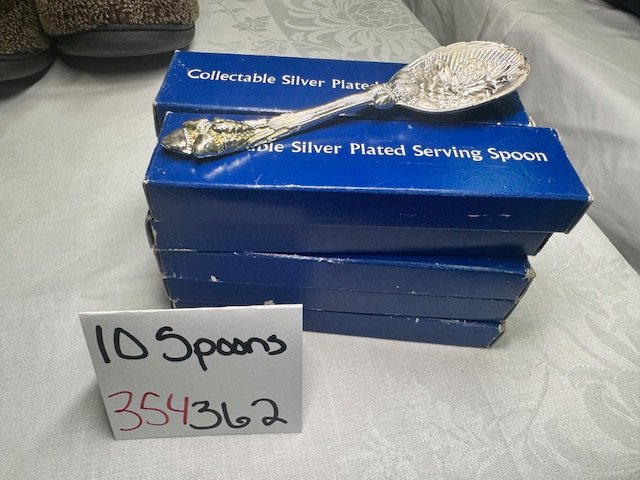 Collectable Silver Plated
Silver Plated Serving Spoon
10 Spoons
354362